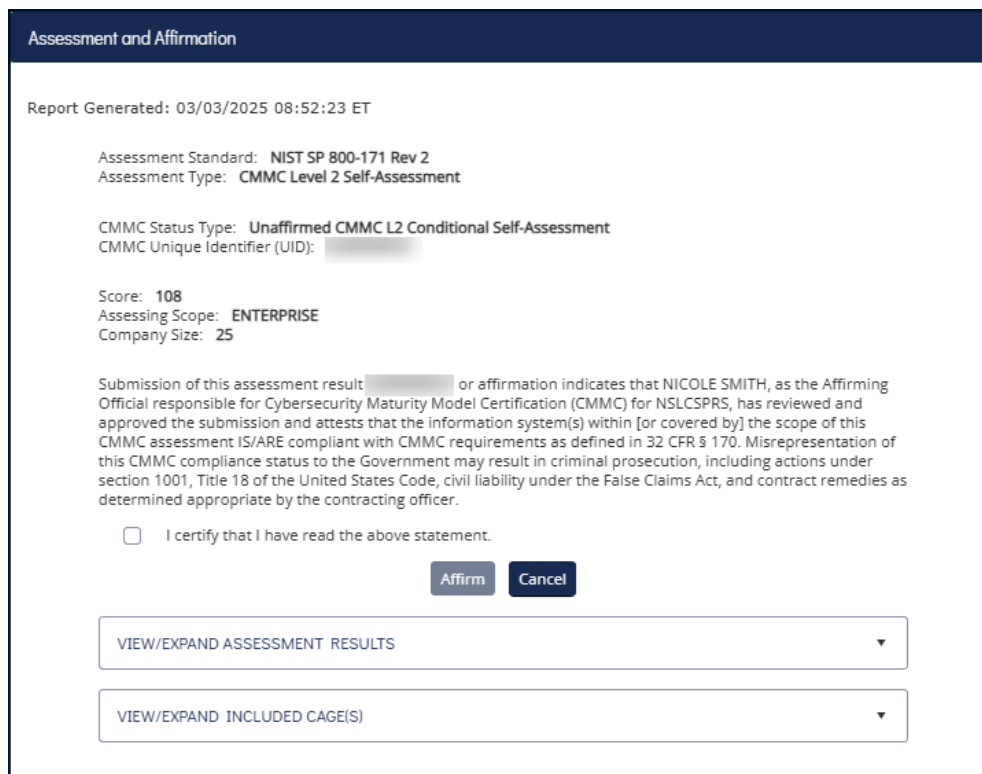 Assessment and Affirmation
Report Generated: 03/03/2025 08:52:23 ET
Assessment Standard: NIST SP 800-171 Rev 2
Assessment Type: CMMC Level 2 Self-Assessment
CMMC Status Type: Unaffirmed CMMC L2 Conditional Self-Assessment
CMMC Unique Identifier (UID):
Score: 108
Assessing Scope: ENTERPRISE
Company Size: 25
Submission of this assessment result or affirmation indicates that NICOLE SMITH, as the Affirming
Official responsible for Cybersecurity Maturity Model Certification (CMMC) for NSLCSPRS, has reviewed and
approved the submission and attests that the information system(s) within [or covered by] the scope of this
CMMC assessment IS/ARE compliant with CMMC requirements as defined in 32 CFR § 170. Misrepresentation of
this CMMC compliance status to the Government may result in criminal prosecution, including actions under
section 1001, Title 18 of the United States Code, civil liability under the False Claims Act, and contract remedies as
determined appropriate by the contracting officer.
I certify that I have read the above statement.
Affirm Cancel
VIEW/EXPAND ASSESSMENT RESULTS
VIEW/EXPAND INCLUDED CAGE(S)